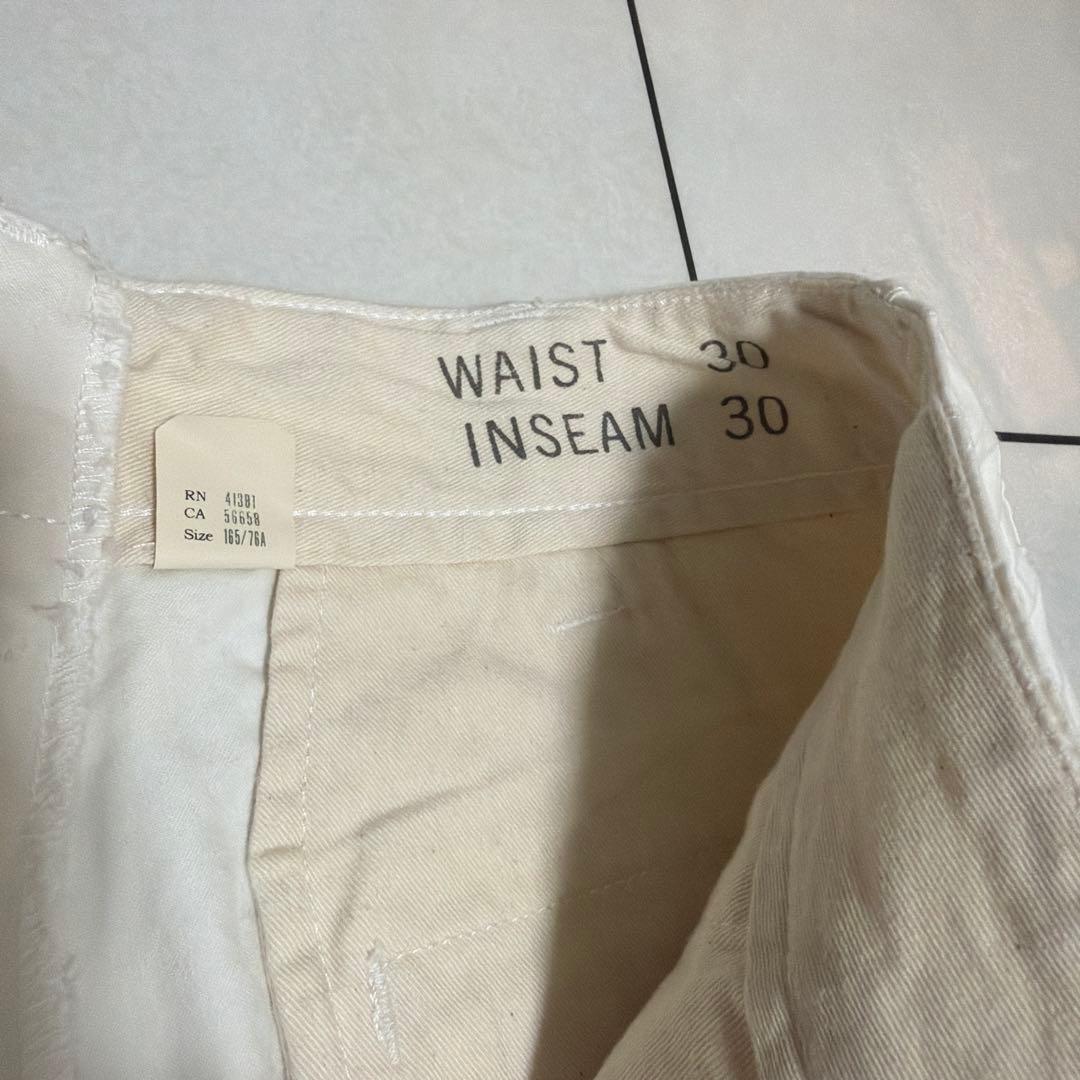 WAIST 30
INSEAM 30
RN 41381
CA 56658
Size 165/76A